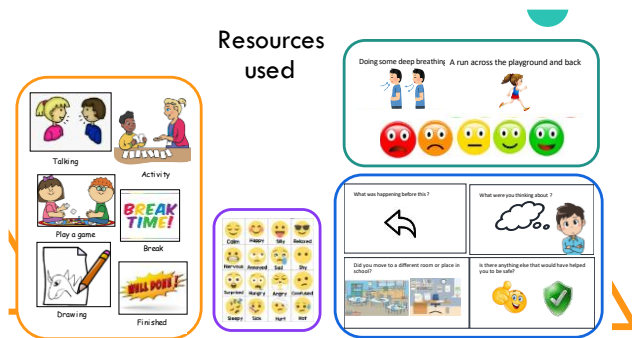 Resources
used
Doing some deep breathing
A run across the playground and back
Talking
Activity
Play a game
BREAK
TIME!
Break
Drawing
WELL DONE!
Finished
Calm Happy Silly Relaxed
Nervous Annoyed Sad Shy
Surprised Hungry Angry Confused
Sleepy Sick Hurt Hot
What was happening before this ?
What were you thinking about ?
Did you move to a different room or place in
school?
Is there anything else that would have helped
you to be safe?